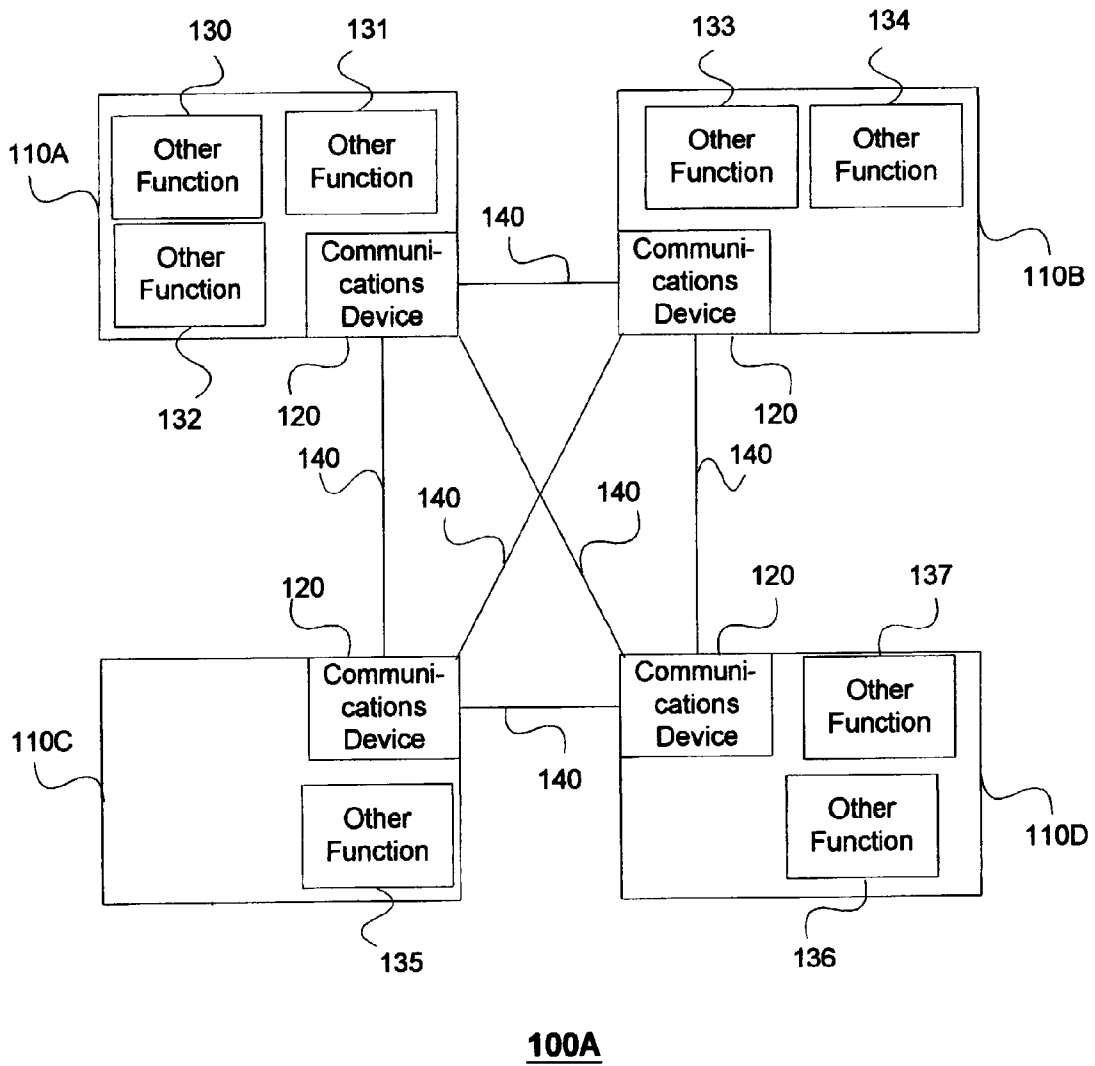 130
131
133
134
110A
Other
Function
Other
Function
Other
Function
Other
Function
Other
Function
Communi-
cations
Device
140
Communi-
cations
Device
110B
132
120
120
140
140
140
140
120
120
137
110C
Communi-
cations
Device
Communi-
cations
Device
Other
Function
140
Other
Function
Other
Function
110D
135
136
100A